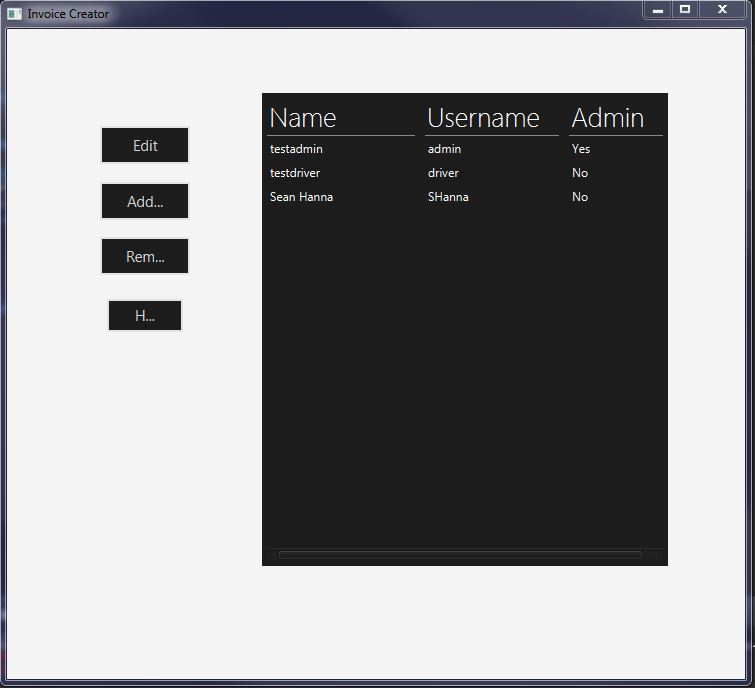 Invoice Creator
Edit
Add...
Rem...
H...
Name Username Admin
testadmin admin Yes
testdriver driver No
Sean Hanna SHanna No